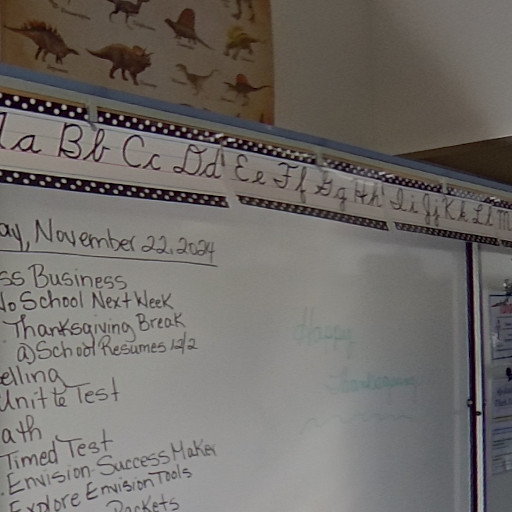 Aa Bb Cc Dd Ee Ff Gg Hh Ii Jj Kk Ll M
ay, November 22, 2024
ss Business
No School Next Week
Thanksgiving Break
a) School Resumes 12/2
elling
Unit Test
ath
Timed Test
Envision Success Maker
Explore Envision Tools
Packets
Happy
Thanksgiving